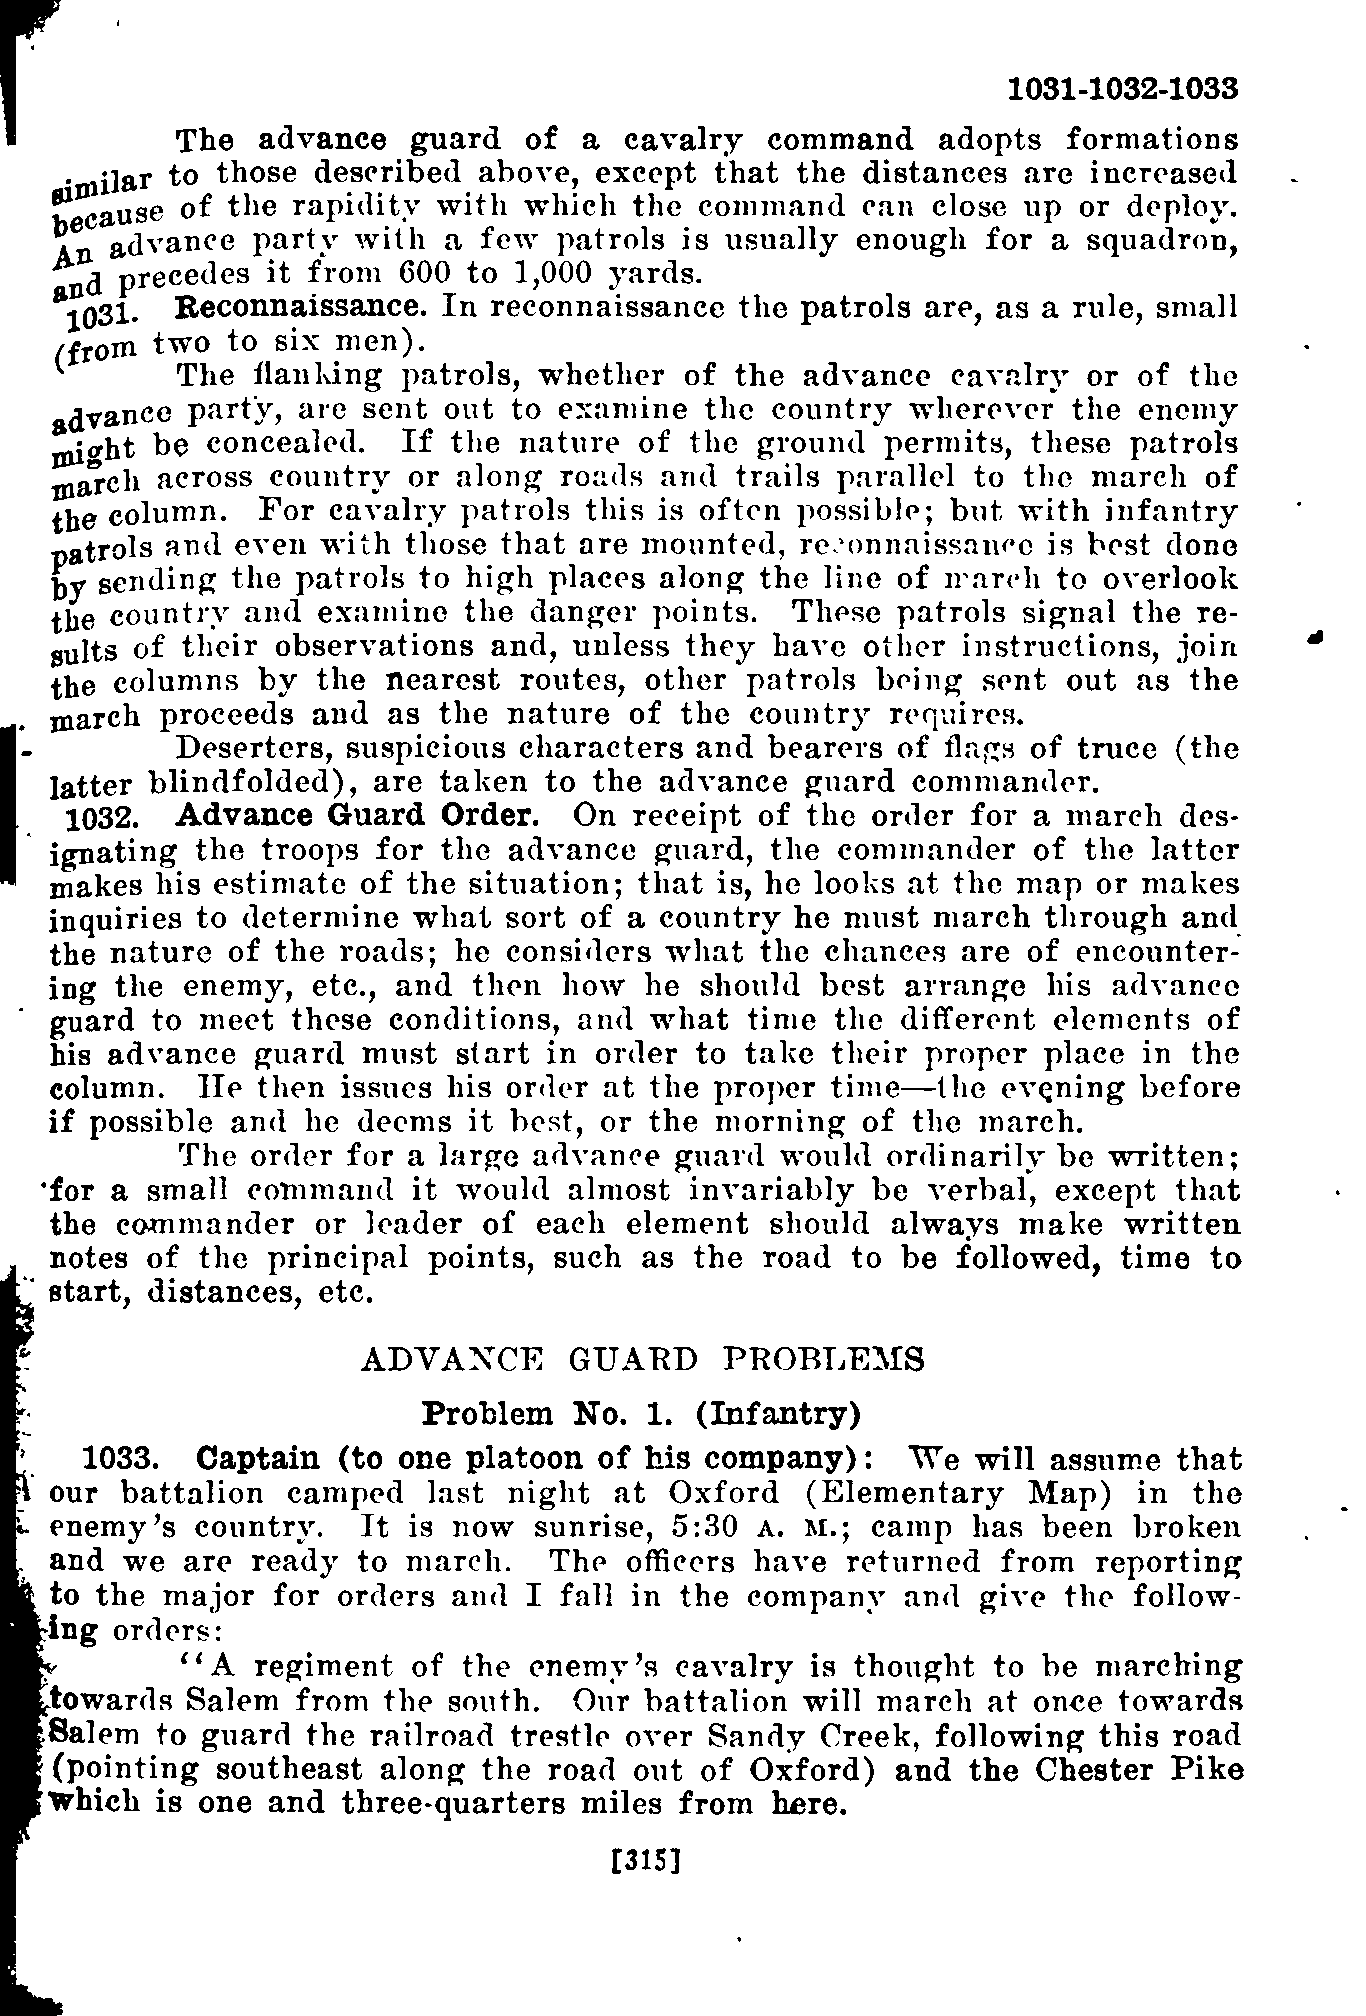 1031-1032-1033
The advance guard of a cavalry command adopts formations
similar to those described above, except that the distances are increased
because of the rapidity with which the command can close up or deploy.
An advance party with a few patrols is usually enough for a squadron,
and precedes it from 600 to 1,000 yards.
1031. Reconnaissance. In reconnaissance the patrols are, as a rule, small
(from two to six men).
The flanking patrols, whether of the advance cavalry or of the
advance party, are sent out to examine the country wherever the enemy
might be concealed. If the nature of the ground permits, these patrols
march across country or along roads and trails parallel to the march of
the column. For cavalry patrols this is often possible; but with infantry
patrols and even with those that are mounted, reconnaissance is best done
by sending the patrols to high places along the line of march to overlook
the country and examine the danger points. These patrols signal the re-
sults of their observations and, unless they have other instructions, join
the columns by the nearest routes, other patrols being sent out as the
march proceeds and as the nature of the country requires.
Deserters, suspicious characters and bearers of flags of truce (the
latter blindfolded), are taken to the advance guard commander.
1032. Advance Guard Order. On receipt of the order for a march des-
ignating the troops for the advance guard, the commander of the latter
makes his estimate of the situation; that is, he looks at the map or makes
inquiries to determine what sort of a country he must march through and
the nature of the roads; he considers what the chances are of encounter-
ing the enemy, etc., and then how he should best arrange his advance
guard to meet these conditions, and what time the different elements of
his advance guard must start in order to take their proper place in the
column. He then issues his order at the proper time—the evening before
if possible and he deems it best, or the morning of the march.
The order for a large advance guard would ordinarily be written;
for a small command it would almost invariably be verbal, except that
the commander or leader of each element should always make written
notes of the principal points, such as the road to be followed, time to
start, distances, etc.
ADVANCE GUARD PROBLEMS
Problem No. 1. (Infantry)
1033. Captain (to one platoon of his company): We will assume that
our battalion camped last night at Oxford (Elementary Map) in the
enemy's country. It is now sunrise, 5:30 A. M.; camp has been broken
and we are ready to march. The officers have returned from reporting
to the major for orders and I fall in the company and give the follow-
ing orders:
"A regiment of the enemy's cavalry is thought to be marching
towards Salem from the south. Our battalion will march at once towards
Salem to guard the railroad trestle over Sandy Creek, following this road
(pointing southeast along the road out of Oxford) and the Chester Pike
which is one and three-quarters miles from here.
[315]